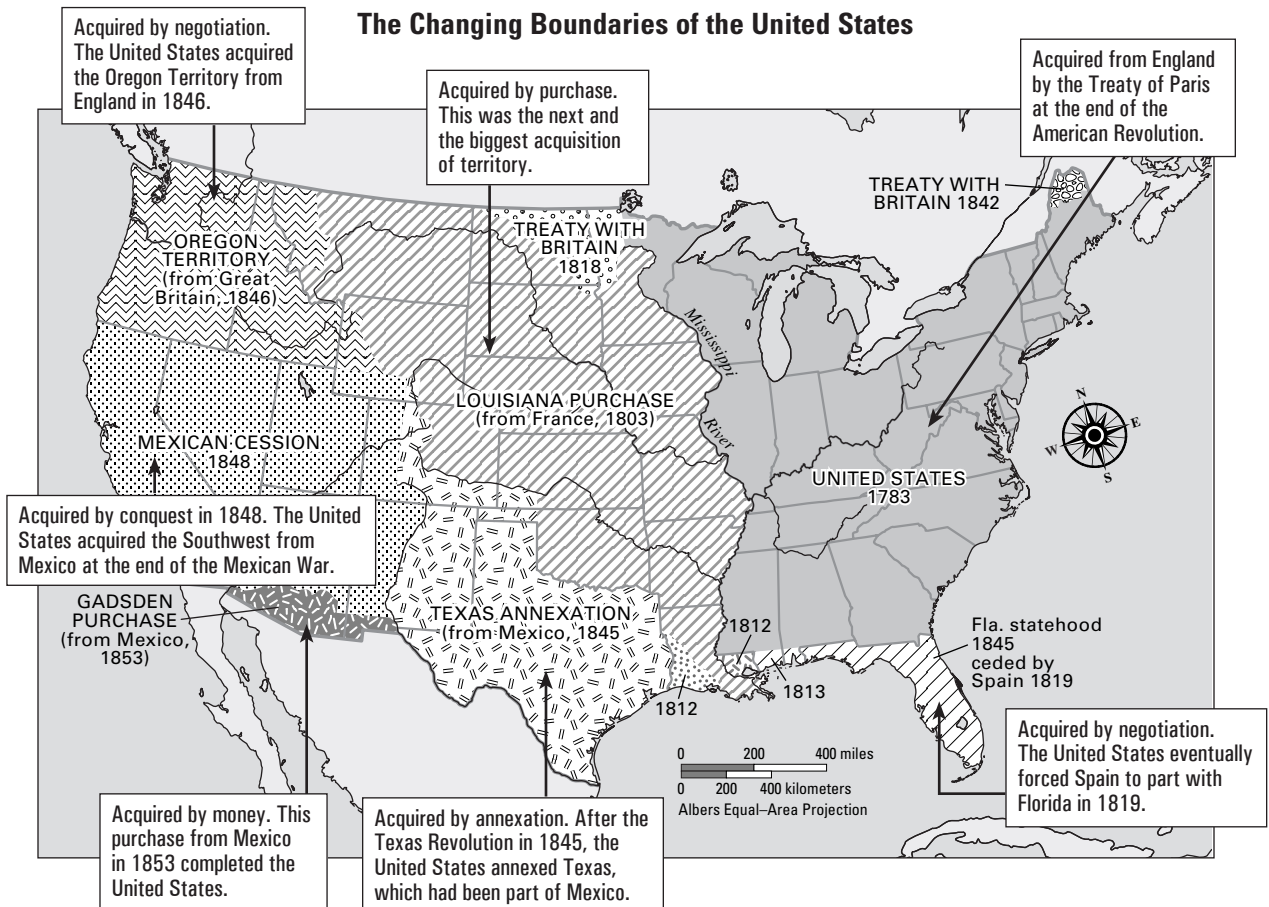 The Changing Boundaries of the United States
Acquired by negotiation.
The United States acquired
the Oregon Territory from
England in 1846.
Acquired by purchase.
This was the next and
the biggest acquisition
of territory.
Acquired from England
by the Treaty of Paris
at the end of the
American Revolution.
TREATY WITH
BRITAIN 1842
OREGON
TERRITORY
(from Great
Britain, 1846)
TREATY WITH
BRITAIN
1818
Mississippi
River
LOUISIANA PURCHASE
(from France, 1803)
MEXICAN CESSION
1848
UNITED STATES
1783
N
E
W
S
Acquired by conquest in 1848. The United
States acquired the Southwest from
Mexico at the end of the Mexican War.
GADSDEN
PURCHASE
(from Mexico,
1853)
TEXAS ANNEXATION
(from Mexico, 1845)
1812
1812
1813
Fla. statehood
1845
ceded by
Spain 1819
Acquired by negotiation.
The United States eventually
forced Spain to part with
Florida in 1819.
0 200 400 miles
0 200 400 kilometers
Albers Equal–Area Projection
Acquired by money. This
purchase from Mexico
in 1853 completed the
United States.
Acquired by annexation. After the
Texas Revolution in 1845, the
United States annexed Texas,
which had been part of Mexico.